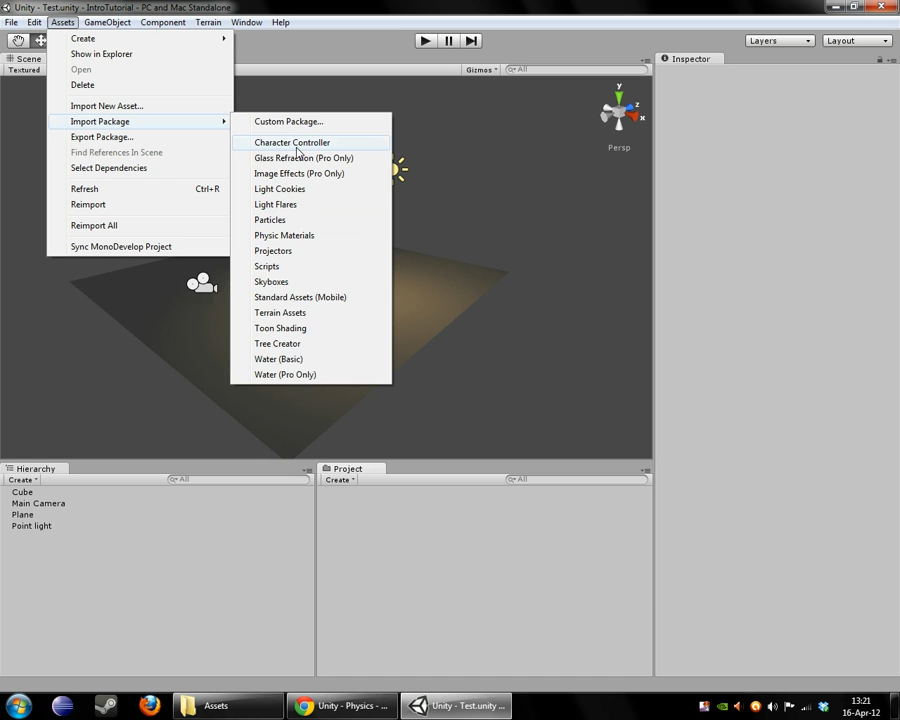 Unity - Test.unity - IntroTutorial - PC and Mac Standalone
File Edit Assets GameObject Component Terrain Window Help
Layers Layout
Scene
Inspector
Textured
Gizmos
All
Create
Show in Explorer
Open
Delete
Import New Asset...
Import Package
Export Package...
Find References In Scene
Select Dependencies
Refresh Ctrl+R
Reimport
Reimport All
Sync MonoDevelop Project
Custom Package...
Character Controller
Glass Refraction (Pro Only)
Image Effects (Pro Only)
Light Cookies
Light Flares
Particles
Physic Materials
Projectors
Scripts
Skyboxes
Standard Assets (Mobile)
Terrain Assets
Toon Shading
Tree Creator
Water (Basic)
Water (Pro Only)
y
z
x
Persp
Hierarchy
Create All
Cube
Main Camera
Plane
Point light
Project
Create All
Assets
Unity - Physics - ...
Unity - Test.unity ...
13:21
16-Apr-12